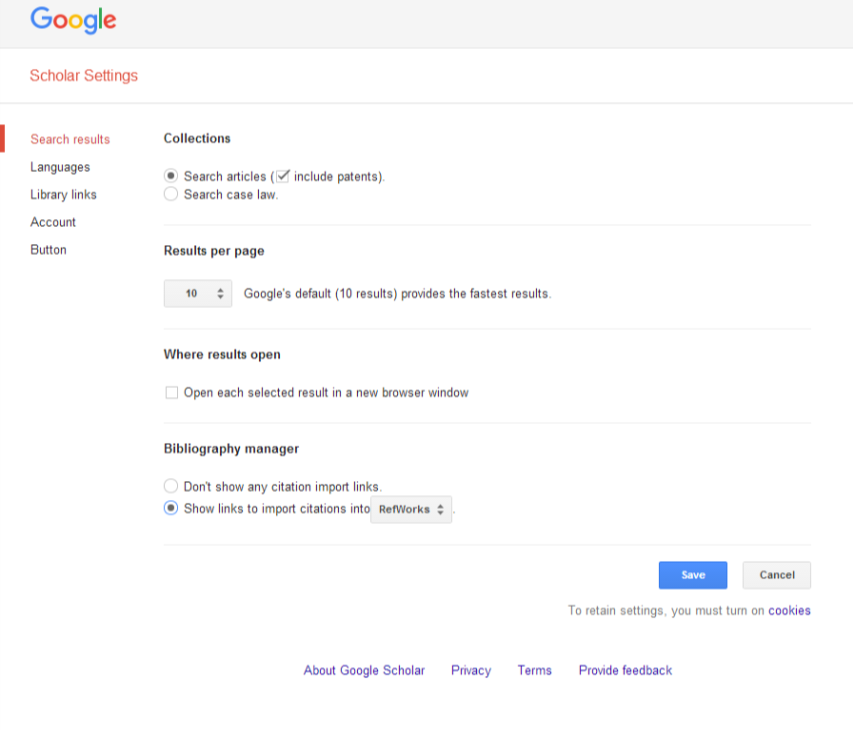 Google
Scholar Settings
Search results
Languages
Library links
Account
Button
Collections
Search articles ( include patents).
Search case law.
Results per page
10 Google's default (10 results) provides the fastest results.
Where results open
Open each selected result in a new browser window
Bibliography manager
Don't show any citation import links.
Show links to import citations into RefWorks .
Save Cancel
To retain settings, you must turn on cookies
About Google Scholar Privacy Terms Provide feedback